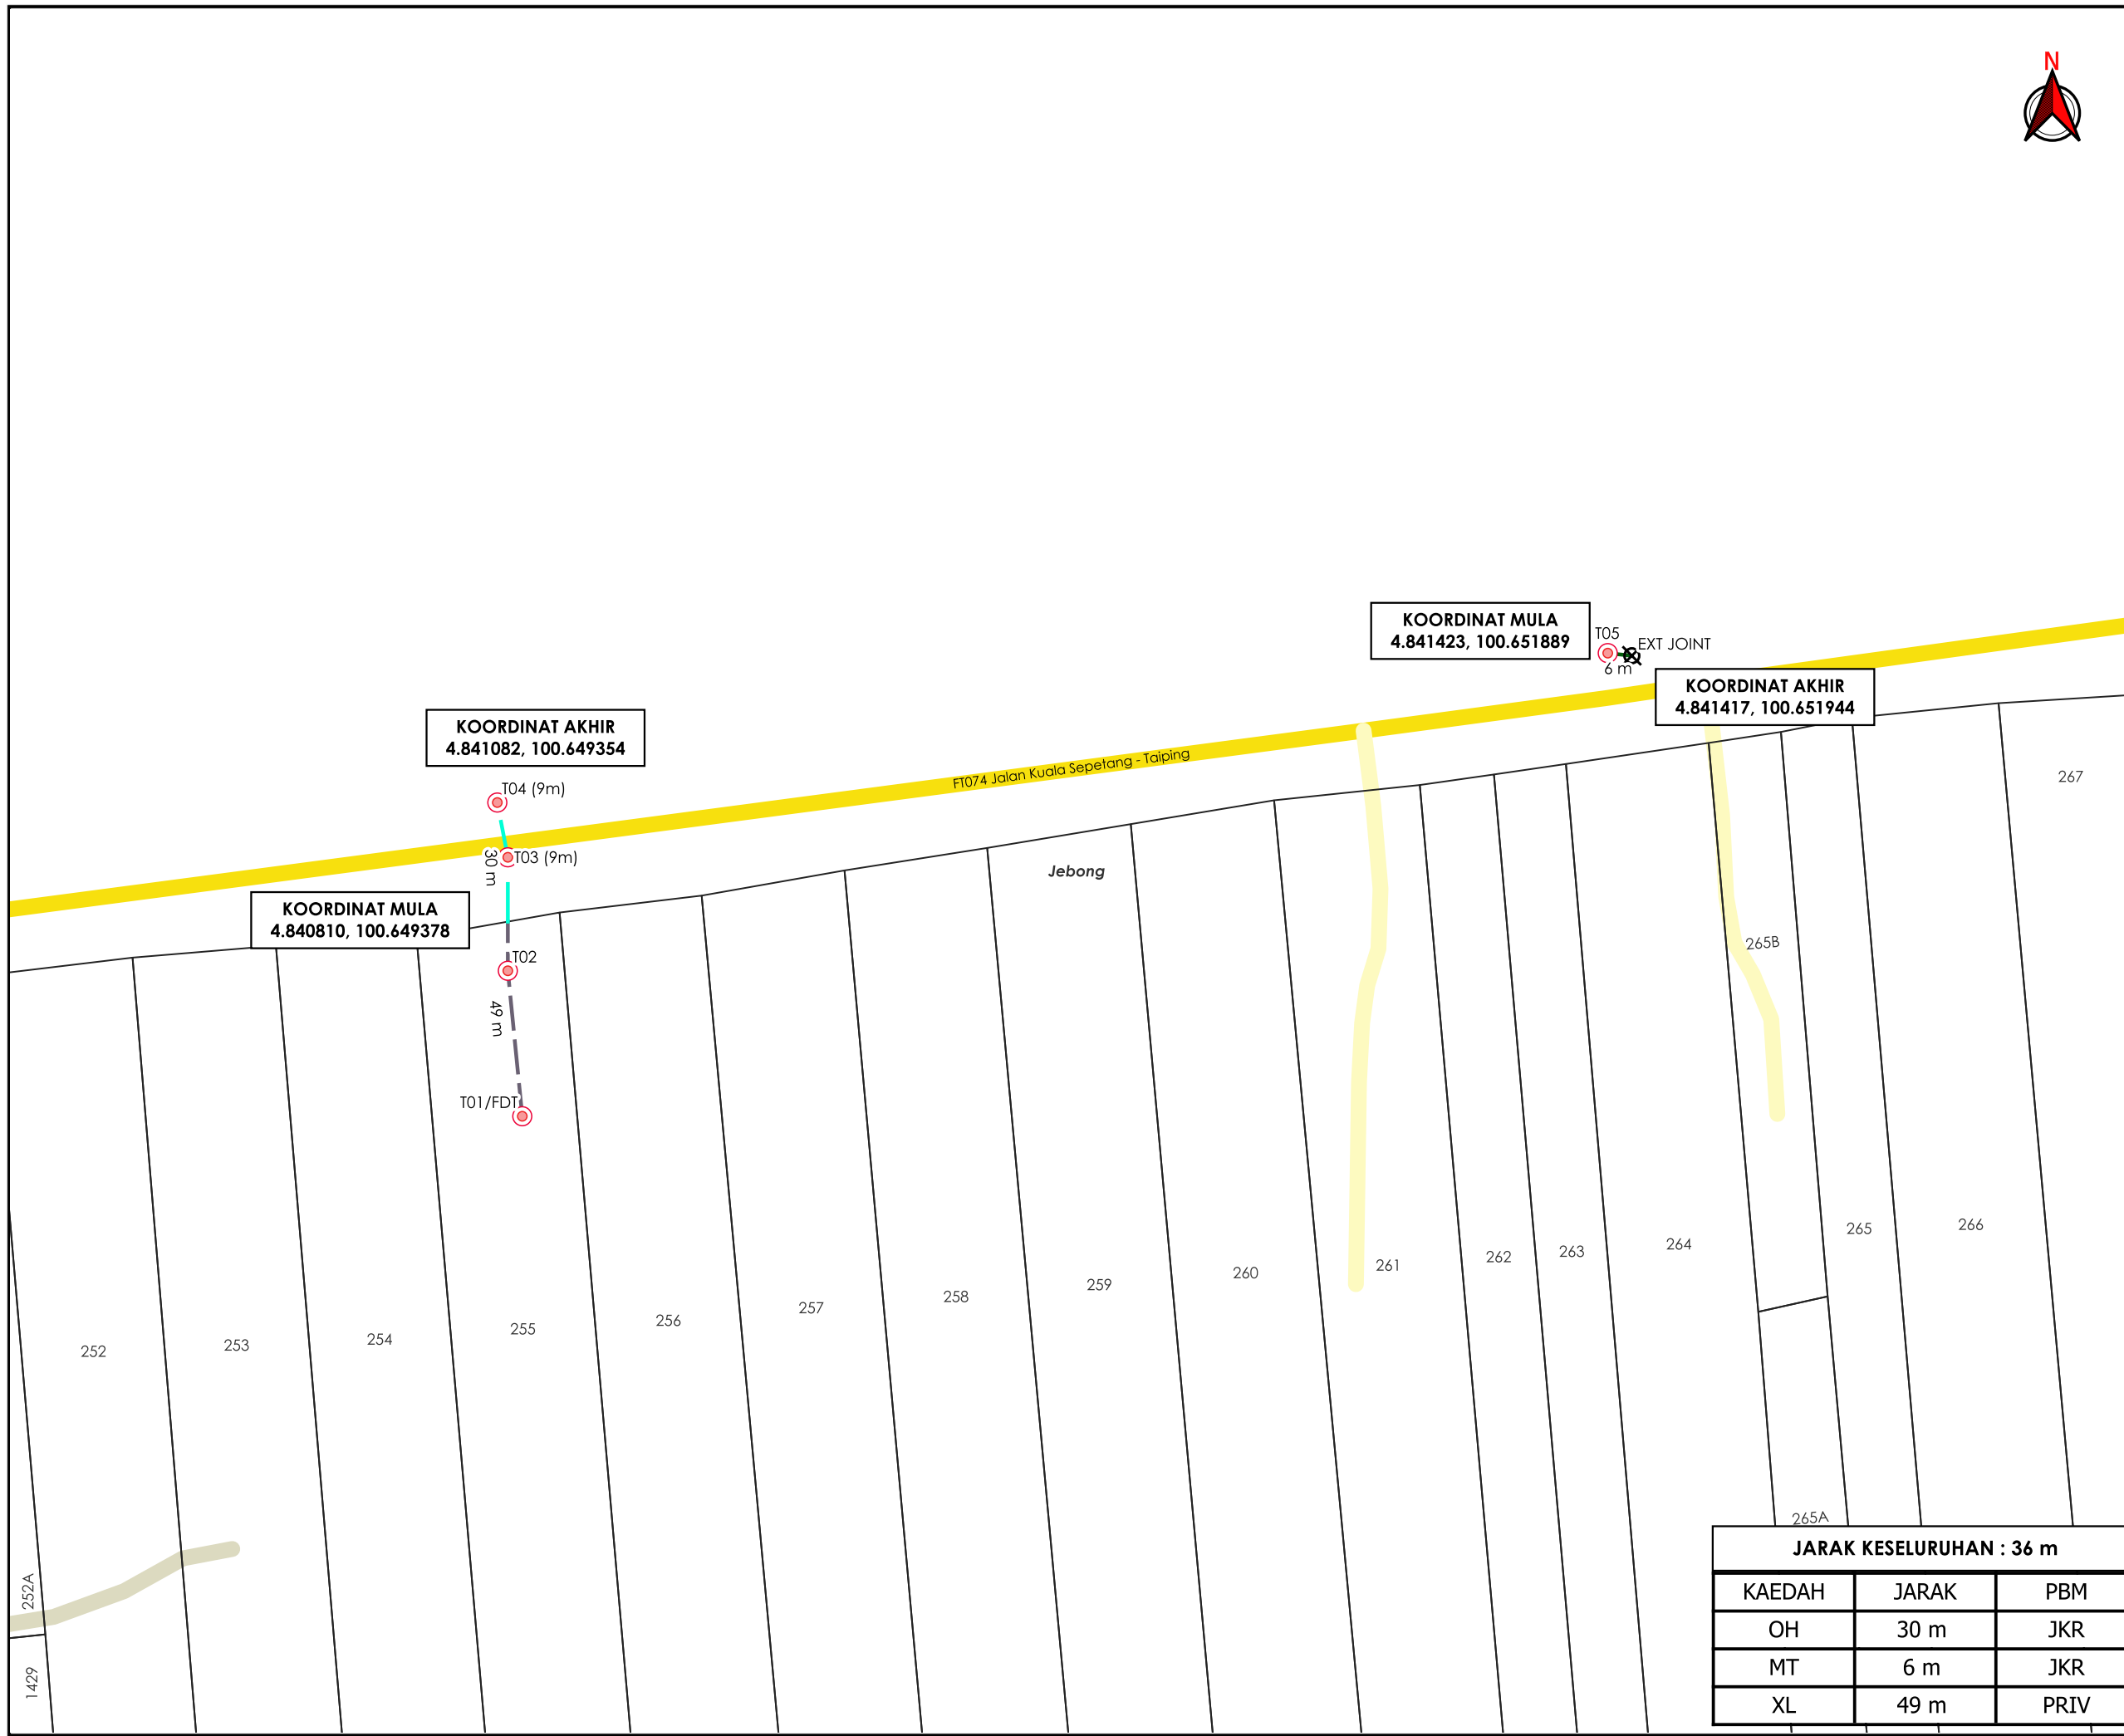 N
KOORDINAT MULA
4.841423, 100.651889
T05
EXT JOINT
6 m
KOORDINAT AKHIR
4.841417, 100.651944
KOORDINAT AKHIR
4.841082, 100.649354
FT074 Jalan Kuala Sepetang - Taiping
267
T04 (9m)
T03 (9m)
30 m
Jebong
KOORDINAT MULA
4.840810, 100.649378
265B
T02
49 m
T01/FDT
252
253
254
255
256
257
258
259
260
261
262
263
264
265
266
265A
252A
1429
JARAK KESELURUHAN : 36 m
KAEDAH JARAK PBM
OH 30 m JKR
MT 6 m JKR
XL 49 m PRIV